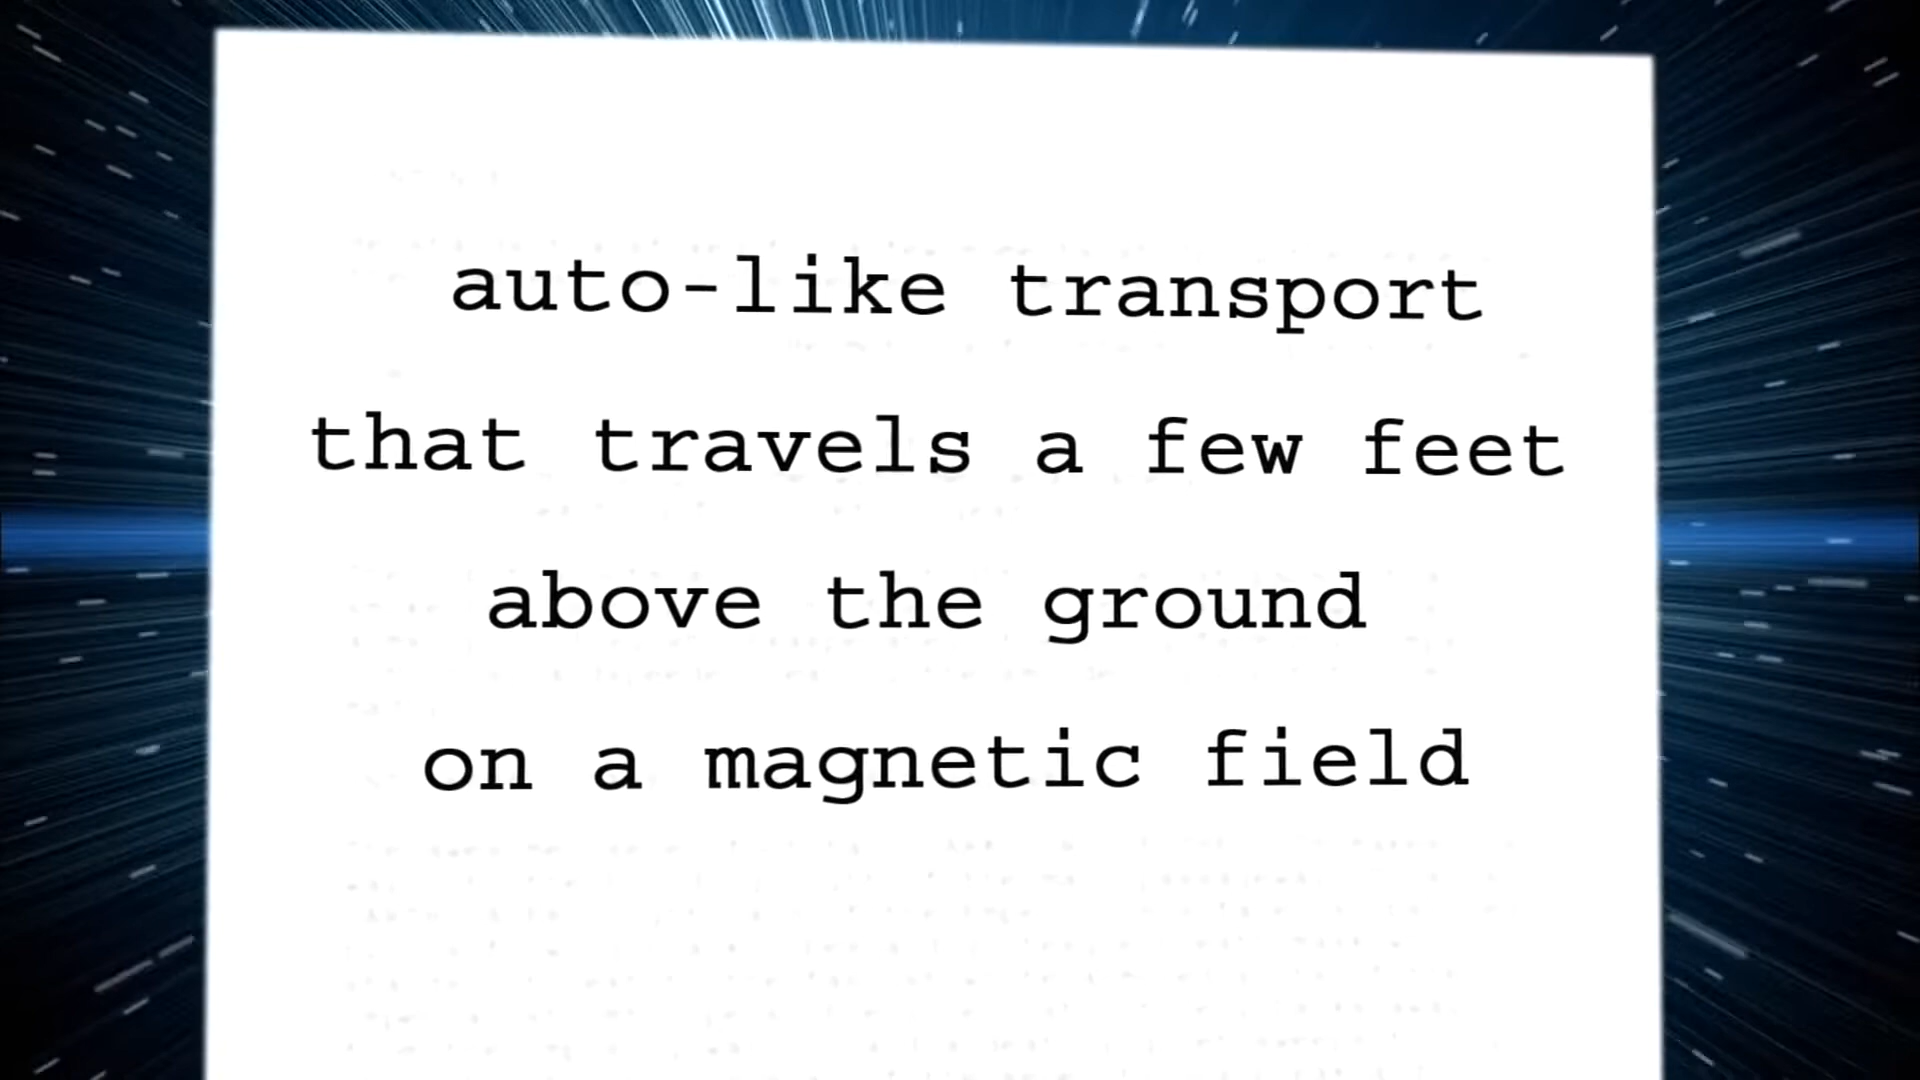 auto-like transport
that travels a few feet
above the ground
on a magnetic field